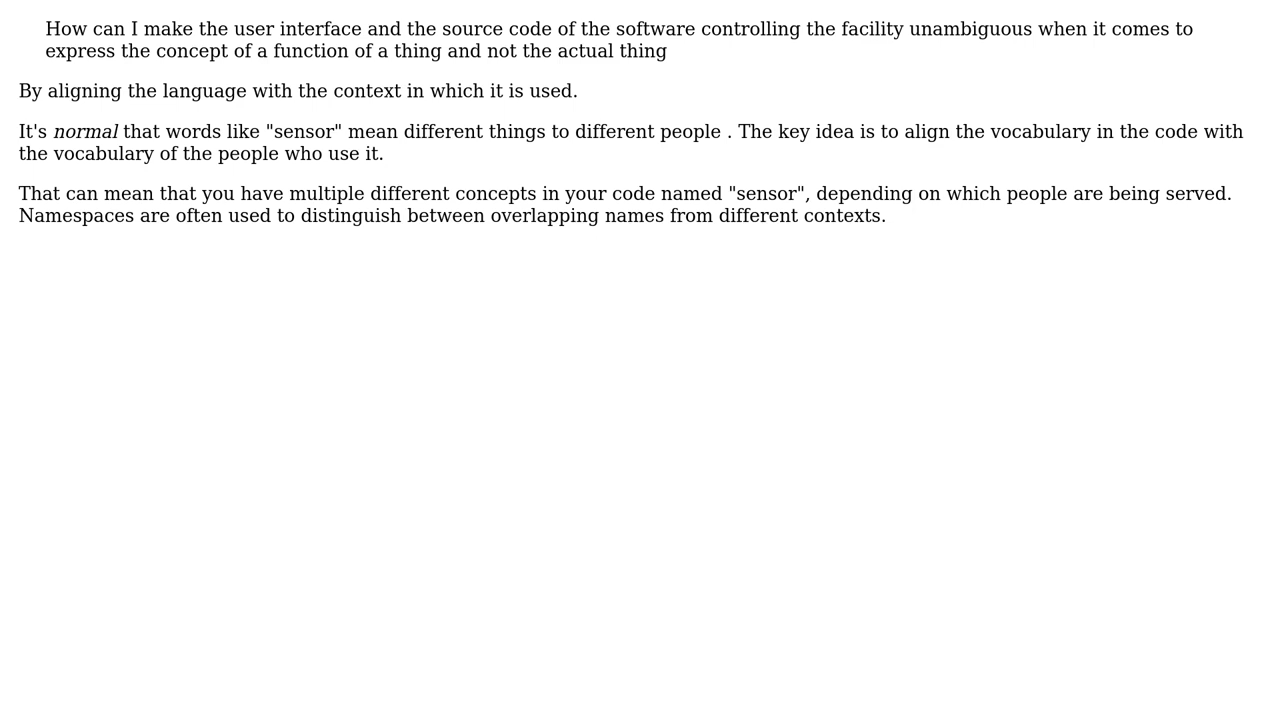 How can I make the user interface and the source code of the software controlling the facility unambiguous when it comes to
express the concept of a function of a thing and not the actual thing
By aligning the language with the context in which it is used.
It's normal that words like "sensor" mean different things to different people . The key idea is to align the vocabulary in the code with
the vocabulary of the people who use it.
That can mean that you have multiple different concepts in your code named "sensor", depending on which people are being served.
Namespaces are often used to distinguish between overlapping names from different contexts.